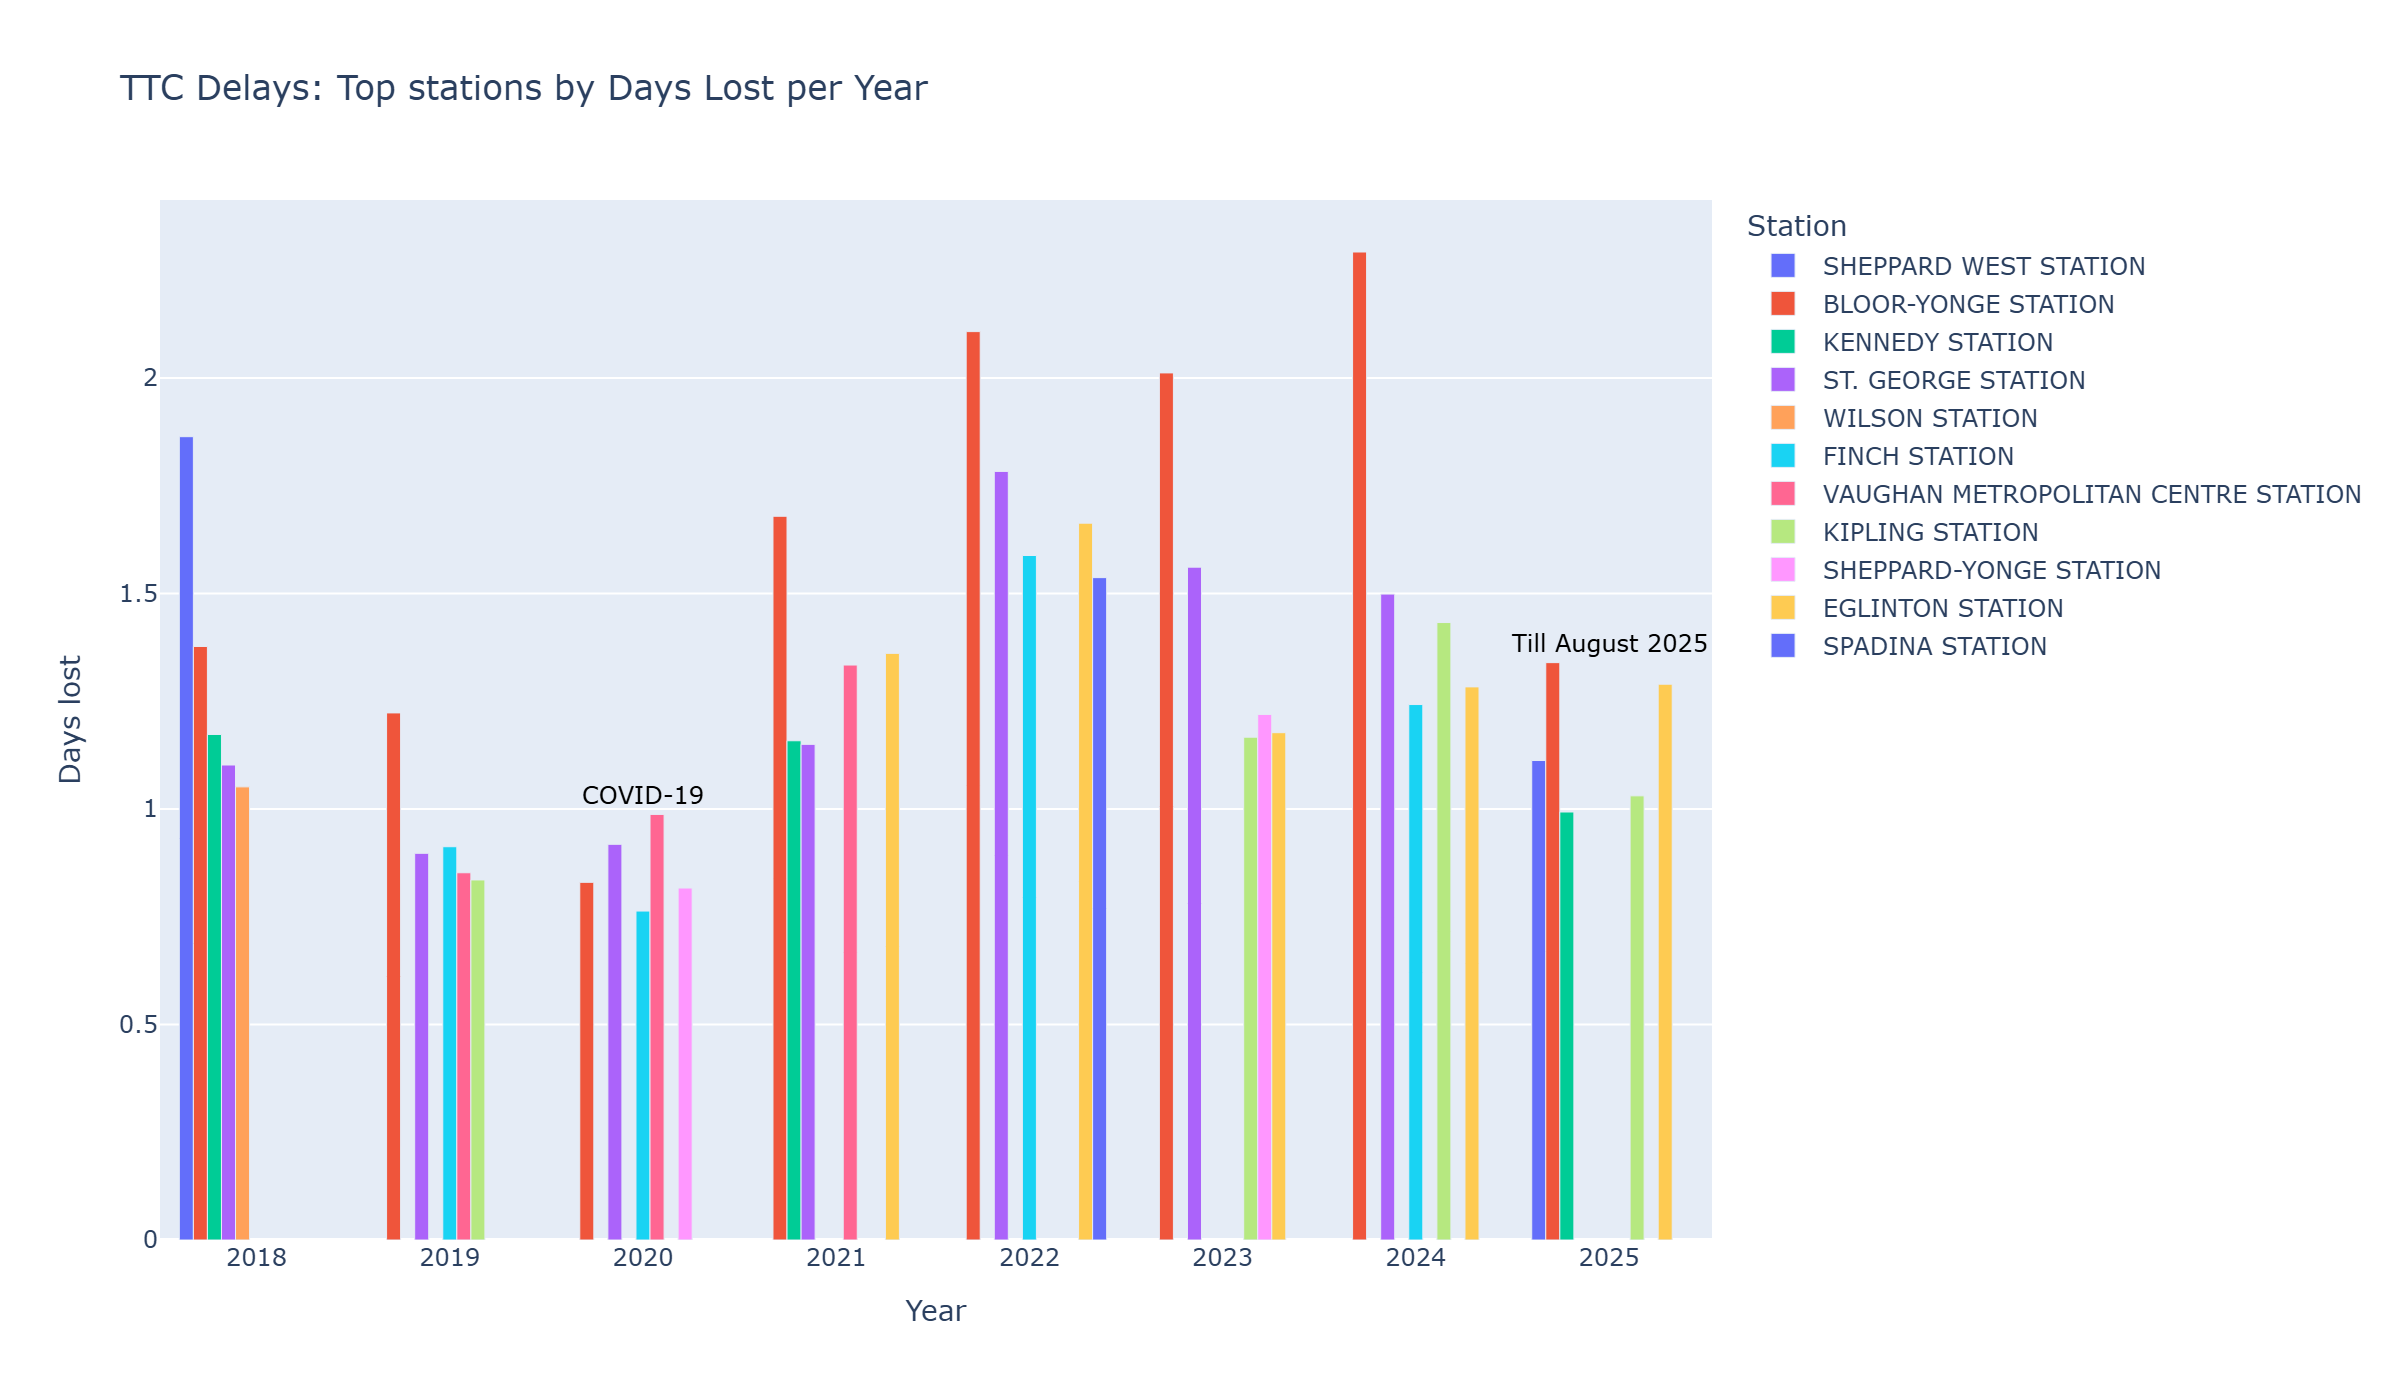 TTC Delays: Top stations by Days Lost per Year
Station
SHEPPARD WEST STATION
BLOOR-YONGE STATION
KENNEDY STATION
ST. GEORGE STATION
WILSON STATION
FINCH STATION
VAUGHAN METROPOLITAN CENTRE STATION
KIPLING STATION
SHEPPARD-YONGE STATION
EGLINTON STATION
SPADINA STATION
Days lost
2
1.5
1
0.5
0
COVID-19
Till August 2025
2018
2019
2020
2021
2022
2023
2024
2025
Year